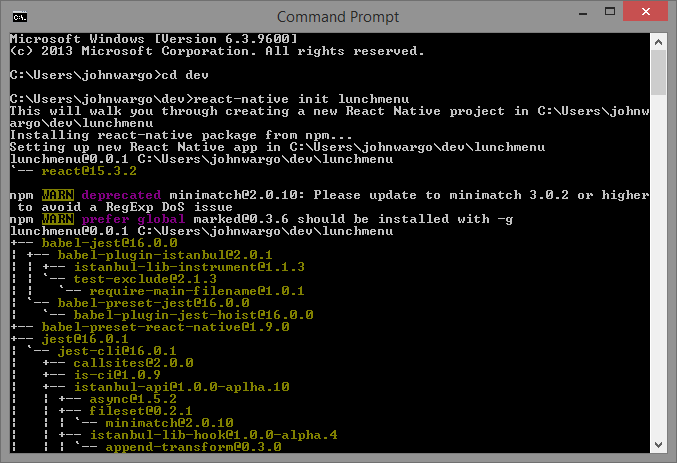 Command Prompt
Microsoft Windows [Version 6.3.9600]
(c) 2013 Microsoft Corporation. All rights reserved.
C:\Users\johnwargo>cd dev
C:\Users\johnwargo\dev>react-native init lunchmenu
This will walk you through creating a new React Native project in C:\Users\johnw
argo\dev\lunchmenu
Installing react-native package from npm...
Setting up new React Native app in C:\Users\johnwargo\dev\lunchmenu
lunchmenu@0.0.1 C:\Users\johnwargo\dev\lunchmenu
`-- react@15.3.2
npm WARN deprecated minimatch@2.0.10: Please update to minimatch 3.0.2 or higher
 to avoid a RegExp DoS issue
npm WARN prefer global marked@0.3.6 should be installed with -g
lunchmenu@0.0.1 C:\Users\johnwargo\dev\lunchmenu
+-- babel-jest@16.0.0
| +-- babel-plugin-istanbul@2.0.1
| | +-- istanbul-lib-instrument@1.1.3
| | `-- test-exclude@2.1.3
| |   `-- require-main-filename@1.0.1
| `-- babel-preset-jest@16.0.0
|   `-- babel-plugin-jest-hoist@16.0.0
+-- babel-preset-react-native@1.9.0
+-- jest@16.0.1
| `-- jest-cli@16.0.1
|   +-- callsites@2.0.0
|   +-- is-ci@1.0.9
|   +-- istanbul-api@1.0.0-aplha.10
|   | +-- async@1.5.2
|   | +-- fileset@0.2.1
|   | | `-- minimatch@2.0.10
|   | +-- istanbul-lib-hook@1.0.0-alpha.4
|   | | `-- append-transform@0.3.0